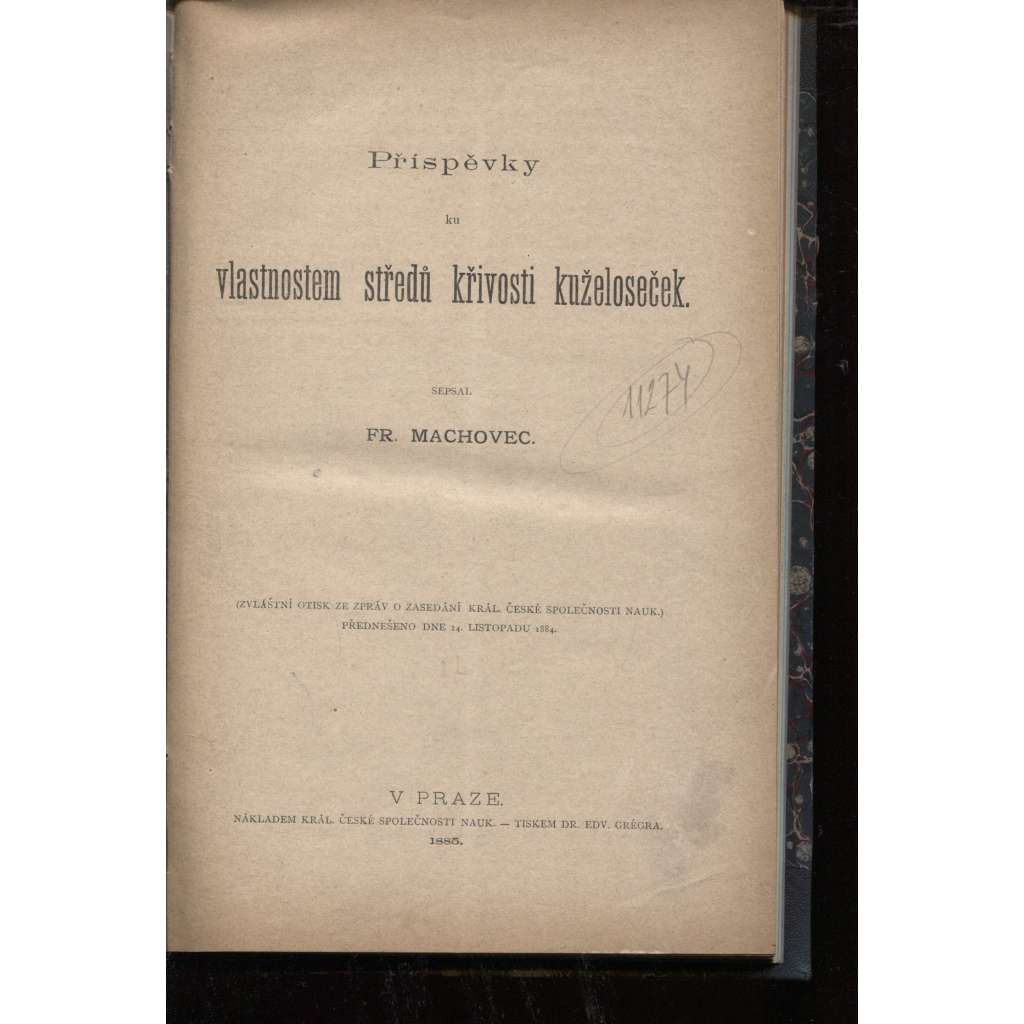 Příspěvky
ku
vlastnostem středů křivosti kuželoseček.
SEPSAL
FR. MACHOVEC.
11274
(ZVLÁŠTNÍ OTISK ZE ZPRÁV O ZASEDÁNÍ KRÁL. ČESKÉ SPOLEČNOSTI NAUK.)
PŘEDNEŠENO DNE 14. LISTOPADU 1884.
V PRAZE.
NÁKLADEM KRÁL. ČESKÉ SPOLEČNOSTI NAUK. — TISKEM DR. EDV. GRÉGRA.
1885.